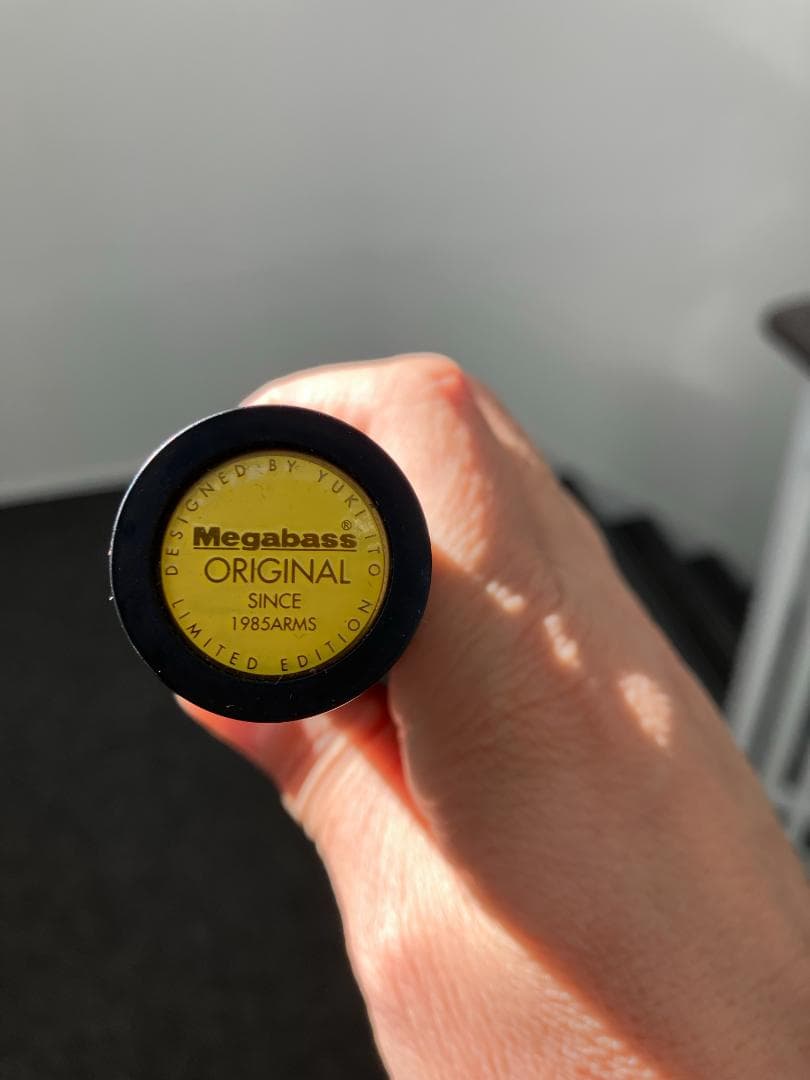 DESIGNED BY YUKI ITO
Megabass®
ORIGINAL
SINCE
1985ARMS
LIMITED EDITION